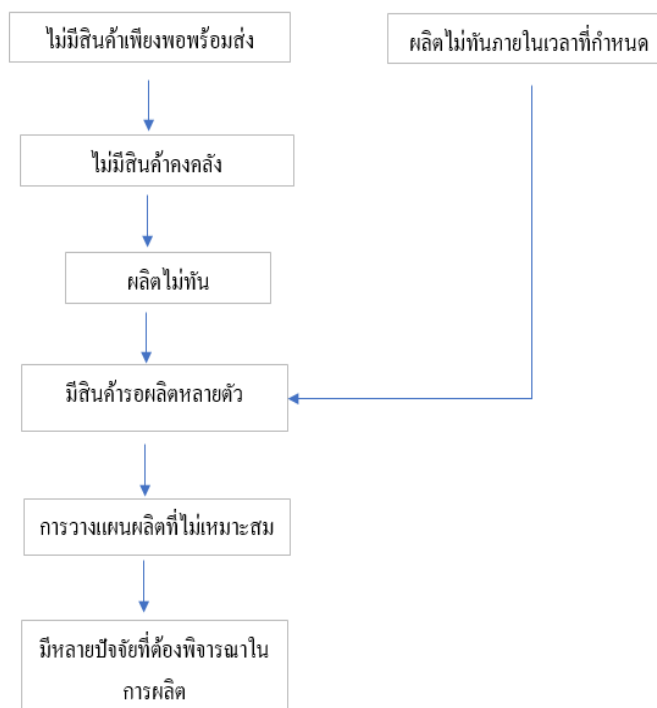 ไม่มีสินค้าเพียงพอพร้อมส่ง
ผลิตไม่ทันภายในเวลาที่กำหนด
ไม่มีสินค้าคงคลัง
ผลิตไม่ทัน
มีสินค้ารอผลิตหลายตัว
การวางแผนผลิตที่ไม่เหมาะสม
มีหลายปัจจัยที่ต้องพิจารณาใน
การผลิต